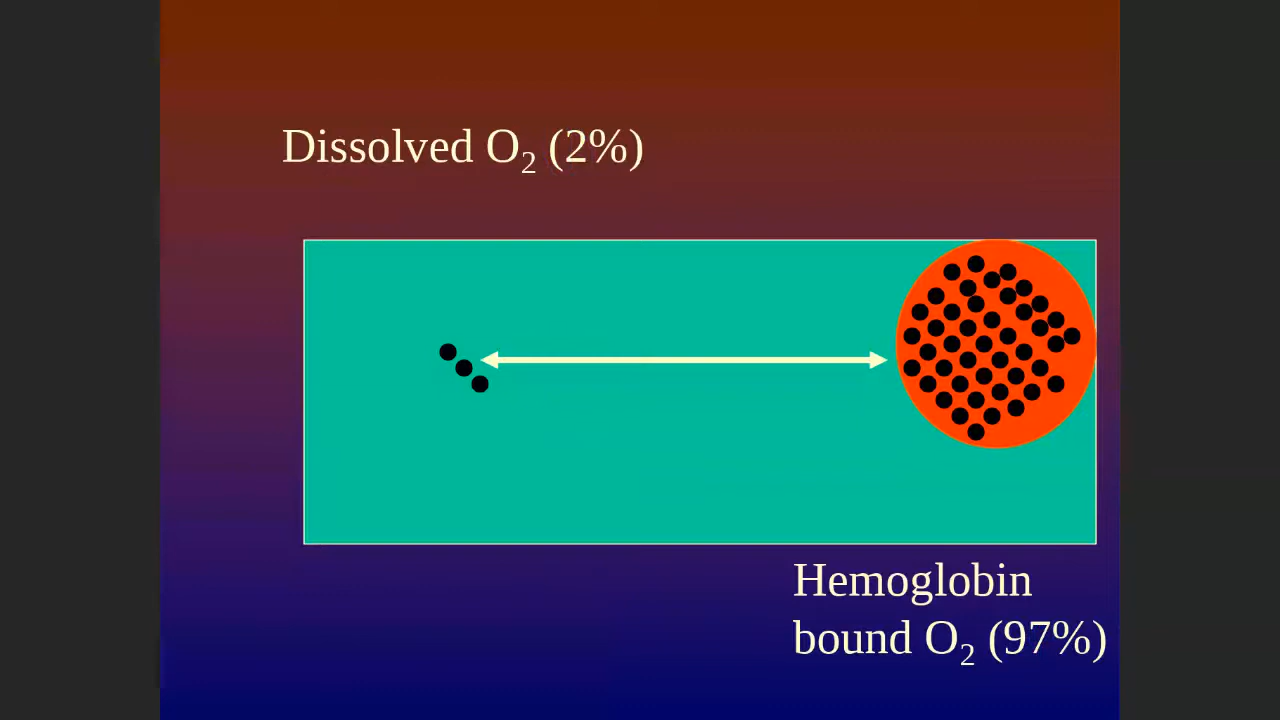 Dissolved O₂ (2%)
Hemoglobin
bound O₂ (97%)